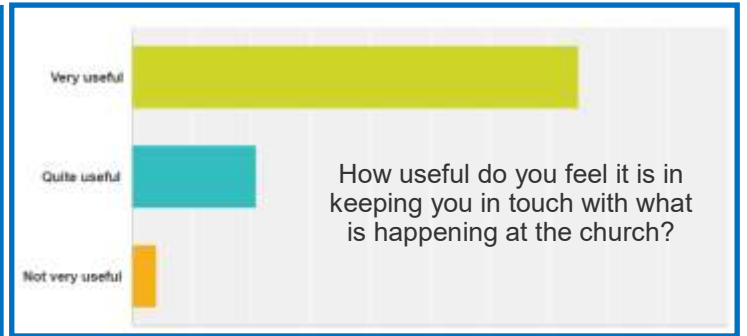 Very useful
Quite useful
How useful do you feel it is in
keeping you in touch with what
is happening at the church?
Not very useful